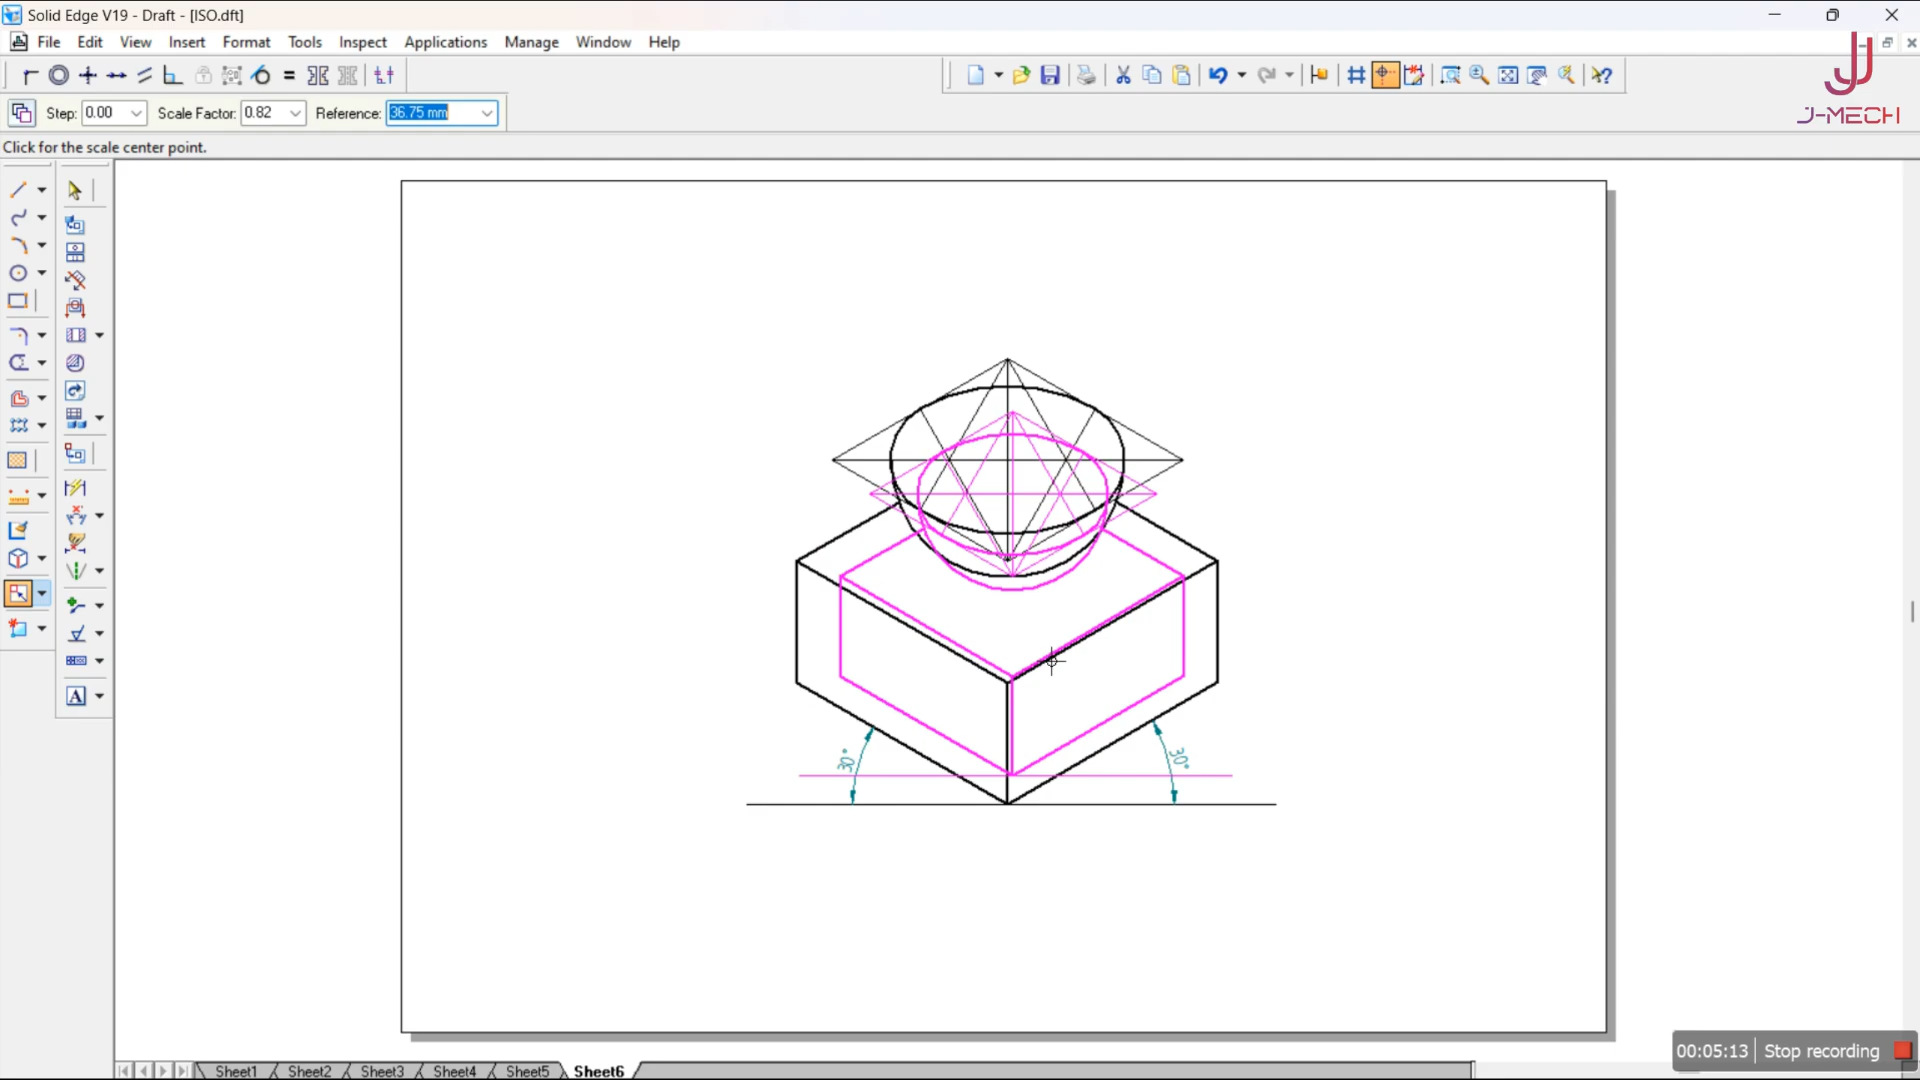 Solid Edge V19 - Draft - [ISO.dft]
File Edit View Insert Format Tools Inspect Applications Manage Window Help
J-MECH
Step: 0.00 Scale Factor: 0.82 Reference: 36.75 mm
Click for the scale center point.
A
30°
30°
Sheet1 Sheet2 Sheet3 Sheet4 Sheet5 Sheet6
00:05:13 Stop recording